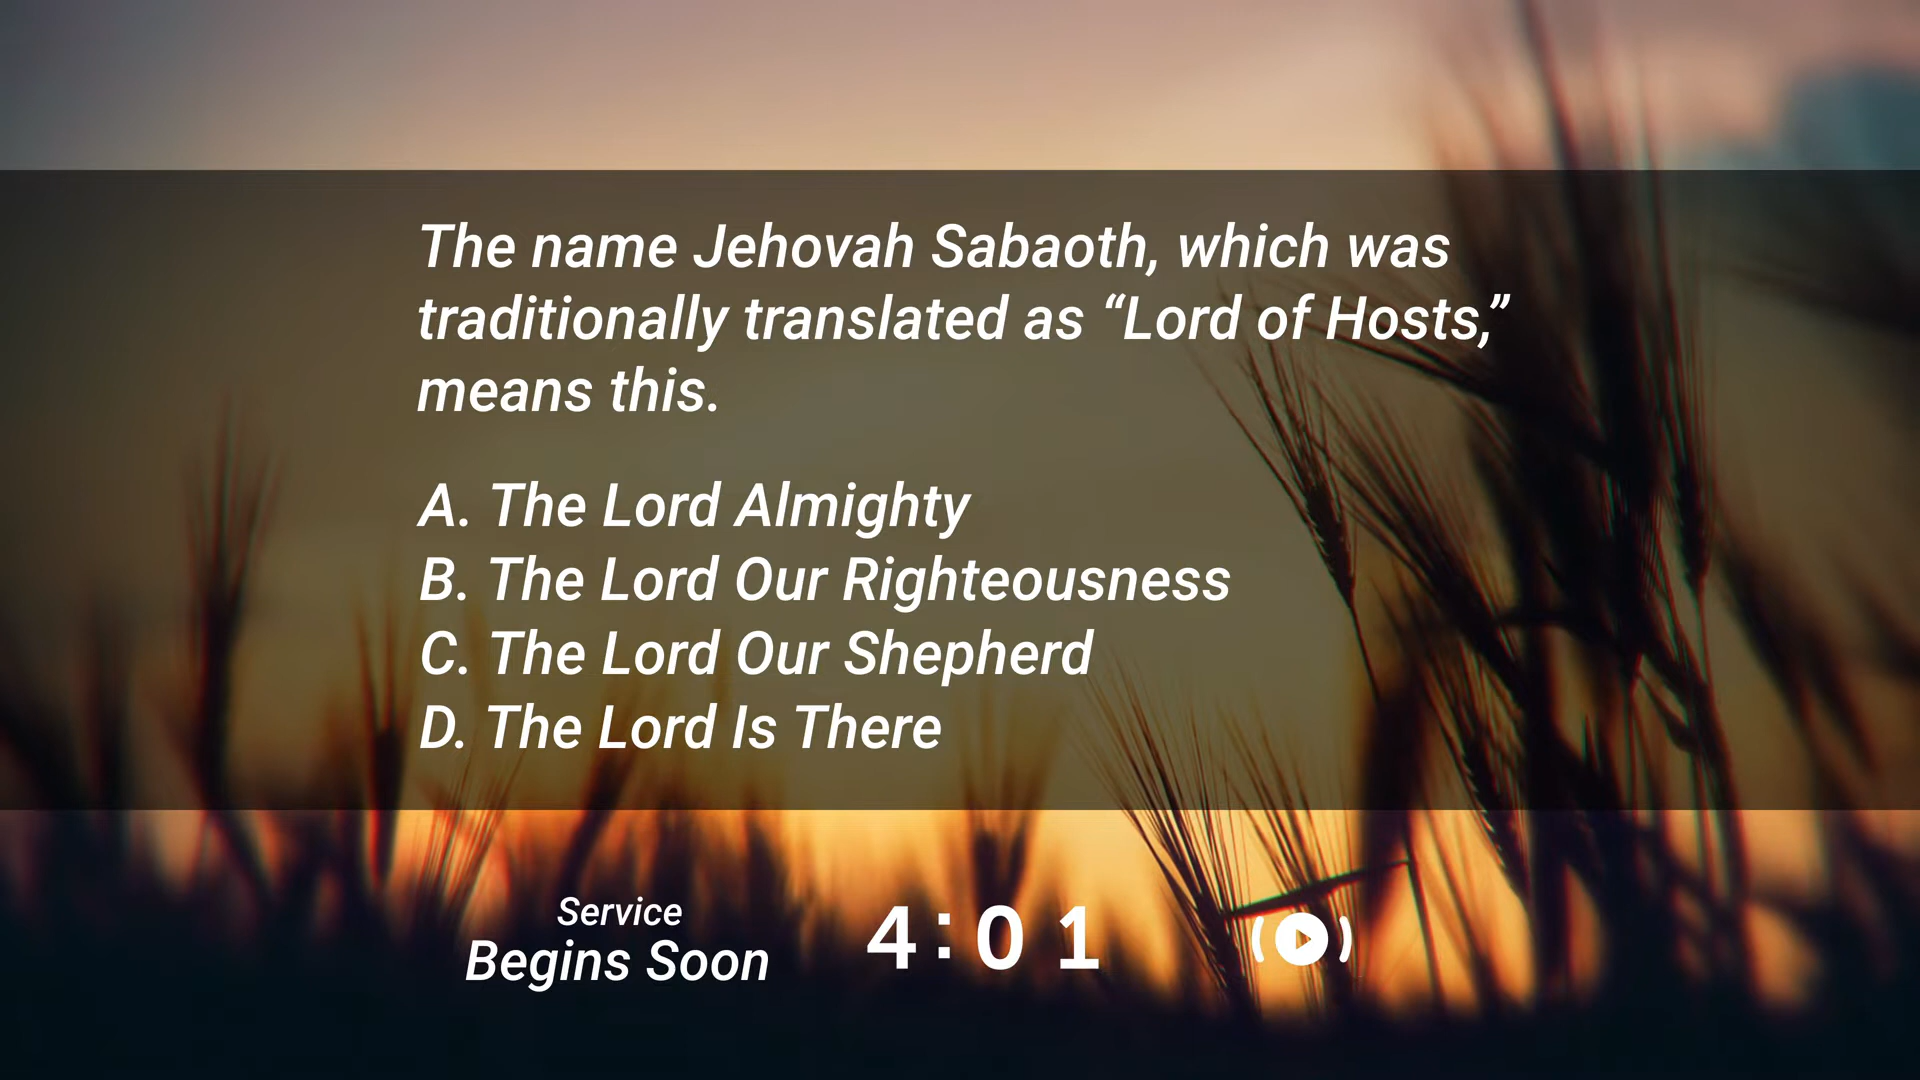 The name Jehovah Sabaoth, which was
traditionally translated as “Lord of Hosts,”
means this.
A. The Lord Almighty
B. The Lord Our Righteousness
C. The Lord Our Shepherd
D. The Lord Is There
Service
Begins Soon
4:01